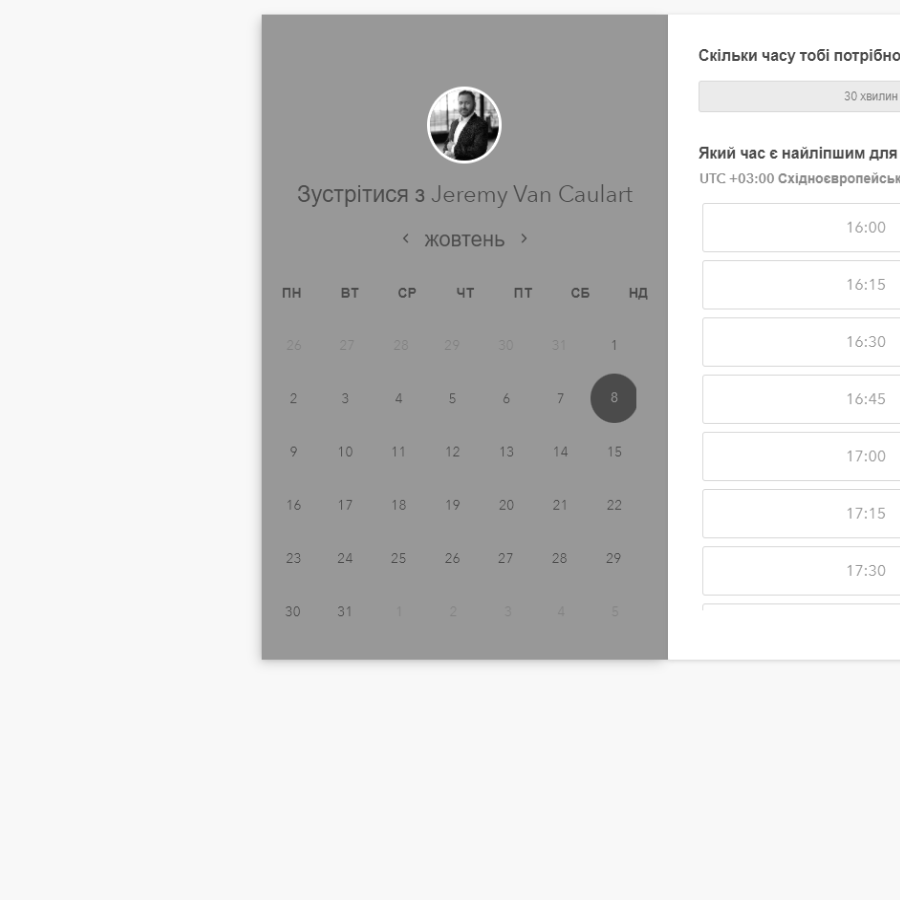 Зустрітися з Jeremy Van Caulart
жовтень
ПН ВТ СР ЧТ ПТ СБ НД
26 27 28 29 30 31 1
2 3 4 5 6 7 8
9 10 11 12 13 14 15
16 17 18 19 20 21 22
23 24 25 26 27 28 29
30 31 1 2 3 4 5
Скільки часу тобі потрібно
30 хвилин
Який час є найліпшим для
UTC +03:00 Східноєвропейськ
16:00
16:15
16:30
16:45
17:00
17:15
17:30